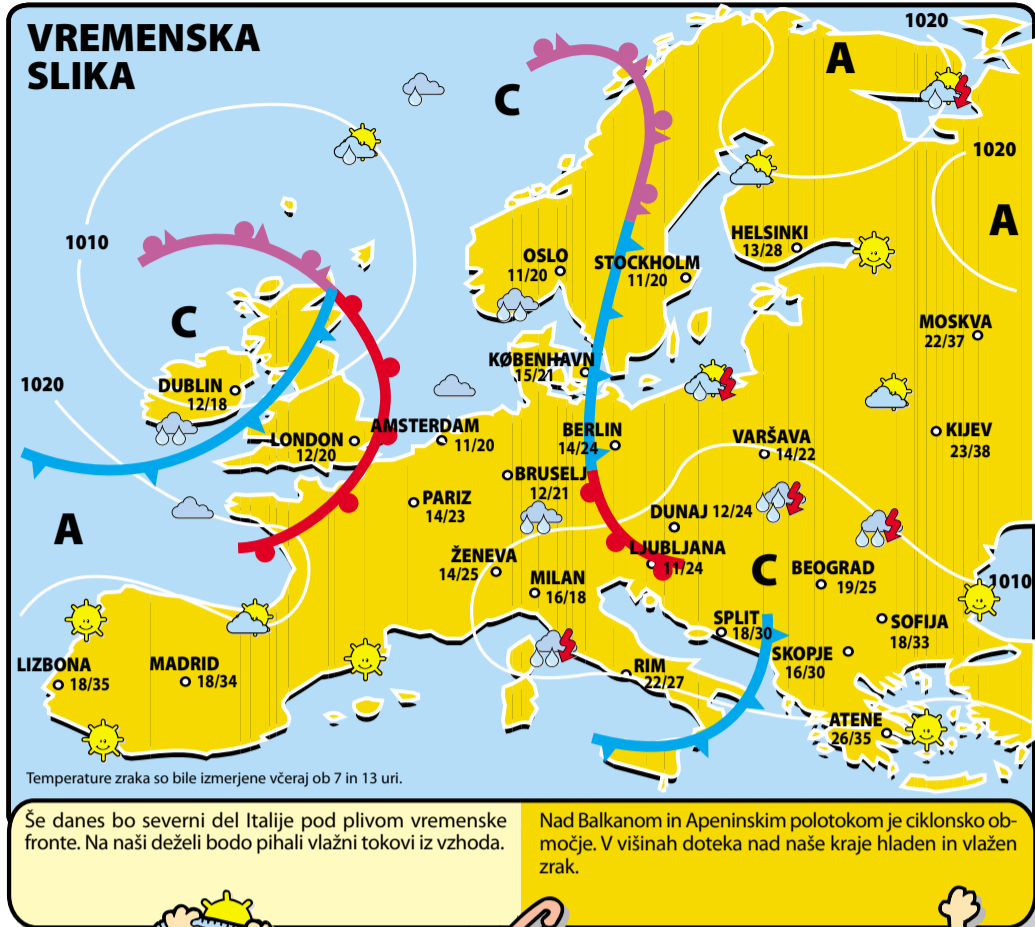 VREMENSKA
SLIKA
1020
A
C
1020
A
1010
OSLO
11/20
STOCKHOLM
11/20
HELSINKI
13/28
C
MOSKVA
22/37
KØBENHAVN
15/21
1020
DUBLIN
12/18
AMSTERDAM
11/20
LONDON
12/20
BERLIN
14/24
VARŠAVA
14/22
KIJEV
23/38
BRUSELJ
12/21
PARIZ
14/23
DUNAJ 12/24
A
ŽENEVA
14/25
LJUBLJANA
11/24
MILAN
16/18
C
BEOGRAD
19/25
1010
SPLIT
18/30
SOFIJA
18/33
SKOPJE
16/30
LIZBONA
18/35
MADRID
18/34
RIM
22/27
ATENE
26/35
Temperature zraka so bile izmerjene včeraj ob 7 in 13 uri.
Še danes bo severni del Italije pod plivom vremenske
fronte. Na naši deželi bodo pihali vlažni tokovi iz vzhoda.
Nad Balkanom in Apeninskim polotokom je ciklonsko ob-
močje. V višinah doteka nad naše kraje hladen in vlažen
zrak.